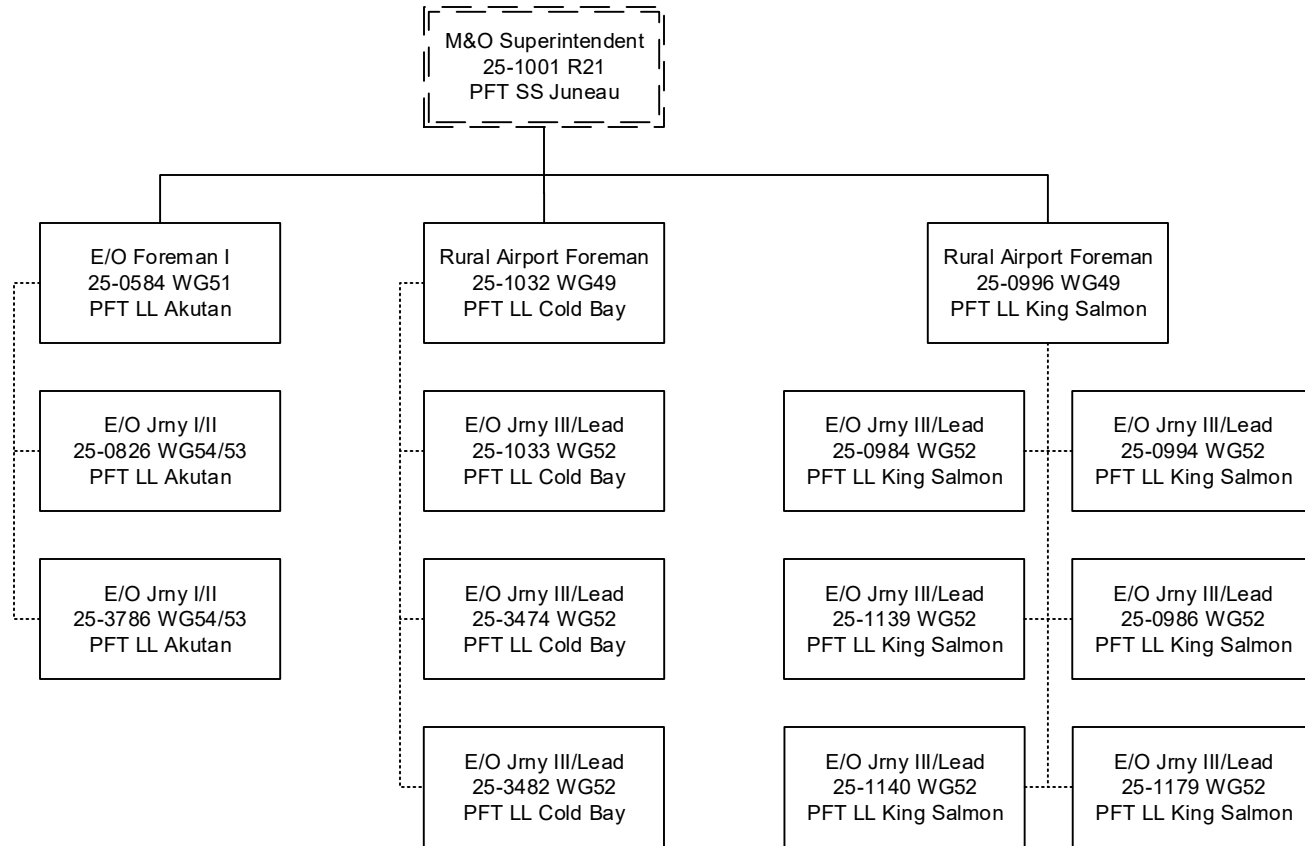 M&O Superintendent
25-1001 R21
PFT SS Juneau
E/O Foreman I
25-0584 WG51
PFT LL Akutan
Rural Airport Foreman
25-1032 WG49
PFT LL Cold Bay
Rural Airport Foreman
25-0996 WG49
PFT LL King Salmon
E/O Jrny I/II
25-0826 WG54/53
PFT LL Akutan
E/O Jrny III/Lead
25-1033 WG52
PFT LL Cold Bay
E/O Jrny III/Lead
25-0984 WG52
PFT LL King Salmon
E/O Jrny III/Lead
25-0994 WG52
PFT LL King Salmon
E/O Jrny I/II
25-3786 WG54/53
PFT LL Akutan
E/O Jrny III/Lead
25-3474 WG52
PFT LL Cold Bay
E/O Jrny III/Lead
25-1139 WG52
PFT LL King Salmon
E/O Jrny III/Lead
25-0986 WG52
PFT LL King Salmon
E/O Jrny III/Lead
25-3482 WG52
PFT LL Cold Bay
E/O Jrny III/Lead
25-1140 WG52
PFT LL King Salmon
E/O Jrny III/Lead
25-1179 WG52
PFT LL King Salmon